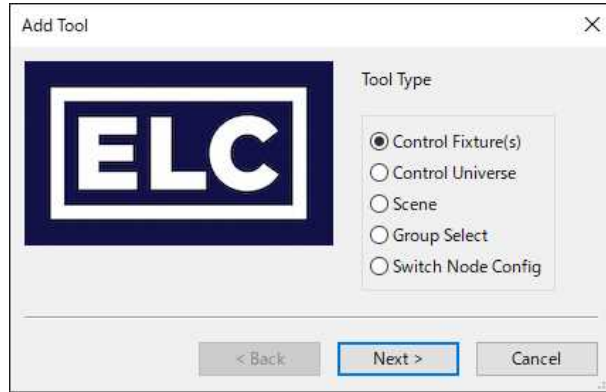 Add Tool
ELC
Tool Type
Control Fixture(s)
Control Universe
Scene
Group Select
Switch Node Config
< Back
Next >
Cancel